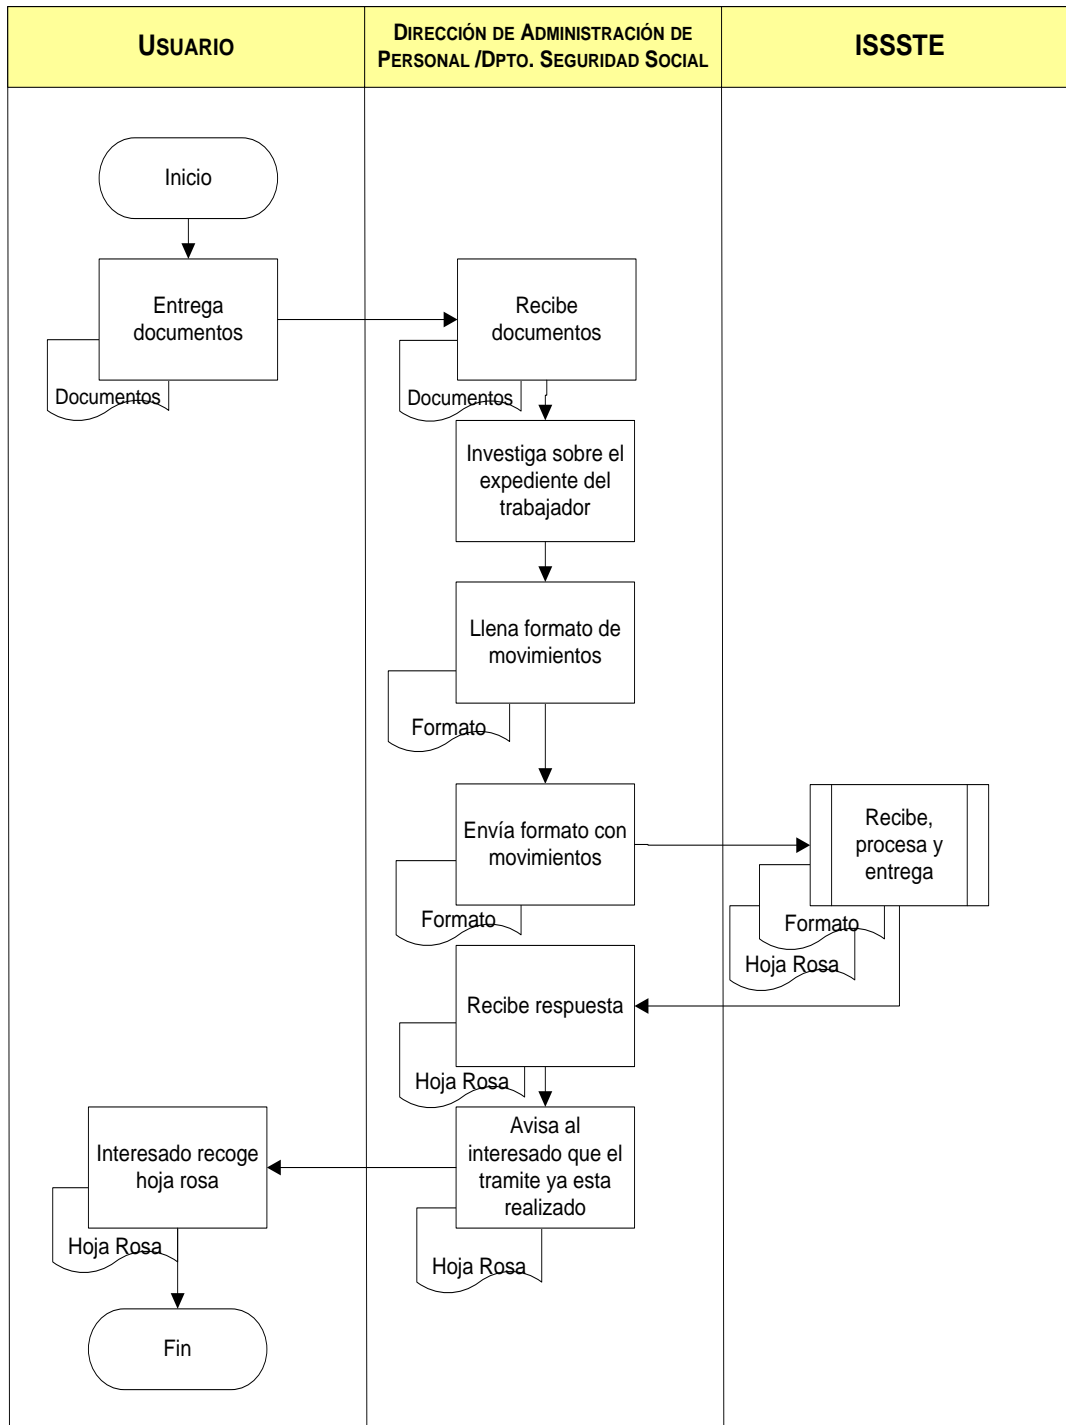 USUARIO
DIRECCIÓN DE ADMINISTRACIÓN DE
PERSONAL /DPTO. SEGURIDAD SOCIAL
ISSSTE
Inicio
Entrega
documentos
Documentos
Recibe
documentos
Documentos
Investiga sobre el
expediente del
trabajador
Llena formato de
movimientos
Formato
Envía formato con
movimientos
Formato
Recibe,
procesa y
entrega
Formato
Hoja Rosa
Recibe respuesta
Hoja Rosa
Avisa al
interesado que el
tramite ya esta
realizado
Hoja Rosa
Interesado recoge
hoja rosa
Hoja Rosa
Fin